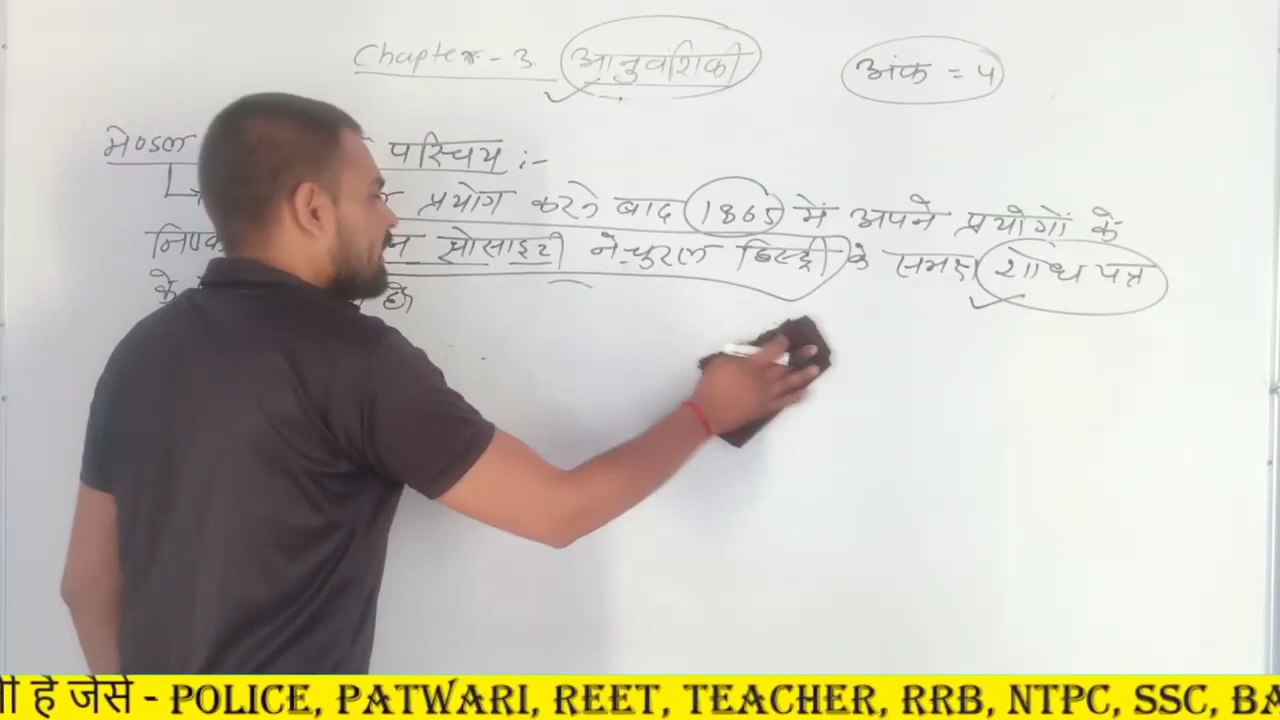 Chapter-3. आनुवंशिकी
अंक = 4
मेण्डल परिचय :-
प्रयोग करने बाद 1865 में अपने प्रयोगों के
सोसाइटी नेचुरल हिस्ट्री के समक्ष शोध पत्र
के
है जैसे - POLICE, PATWARI, REET, TEACHER, RRB, NTPC, SSC, BA